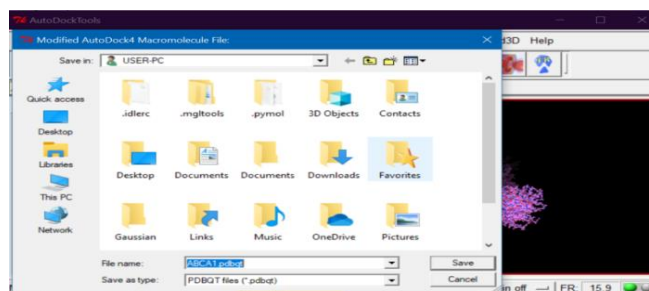 AutoDockTools
Modified AutoDock4 Macromolecule File:
Save in: USER-PC
3D Help
Quick access
Desktop
Libraries
This PC
Network
.idlerc .mgltools .pymol 3D Objects Contacts
Desktop Documents Documents Downloads Favorites
Gaussian Links Music OneDrive Pictures
File name: ABCA1.pdbqt Save
Save as type: PDBQT files (*.pdbqt) Cancel
in off FR: 15.9